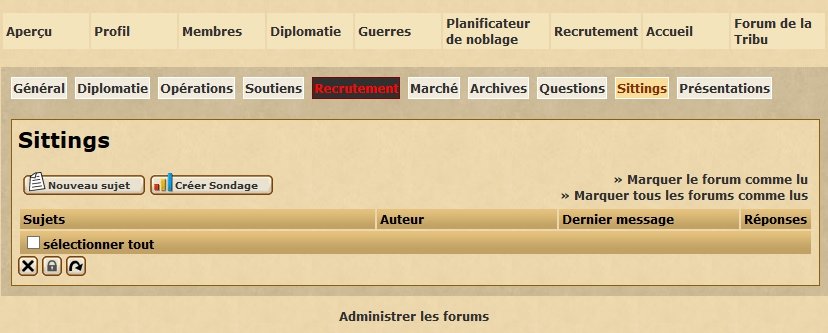 Aperçu Profil Membres Diplomatie Guerres Planificateur de noblage Recrutement Accueil Forum de la Tribu
Général Diplomatie Opérations Soutiens Recrutement Marché Archives Questions Sittings Présentations
Sittings
Nouveau sujet Créer Sondage
» Marquer le forum comme lu
» Marquer tous les forums comme lus
Sujets Auteur Dernier message Réponses
sélectionner tout
Administrer les forums